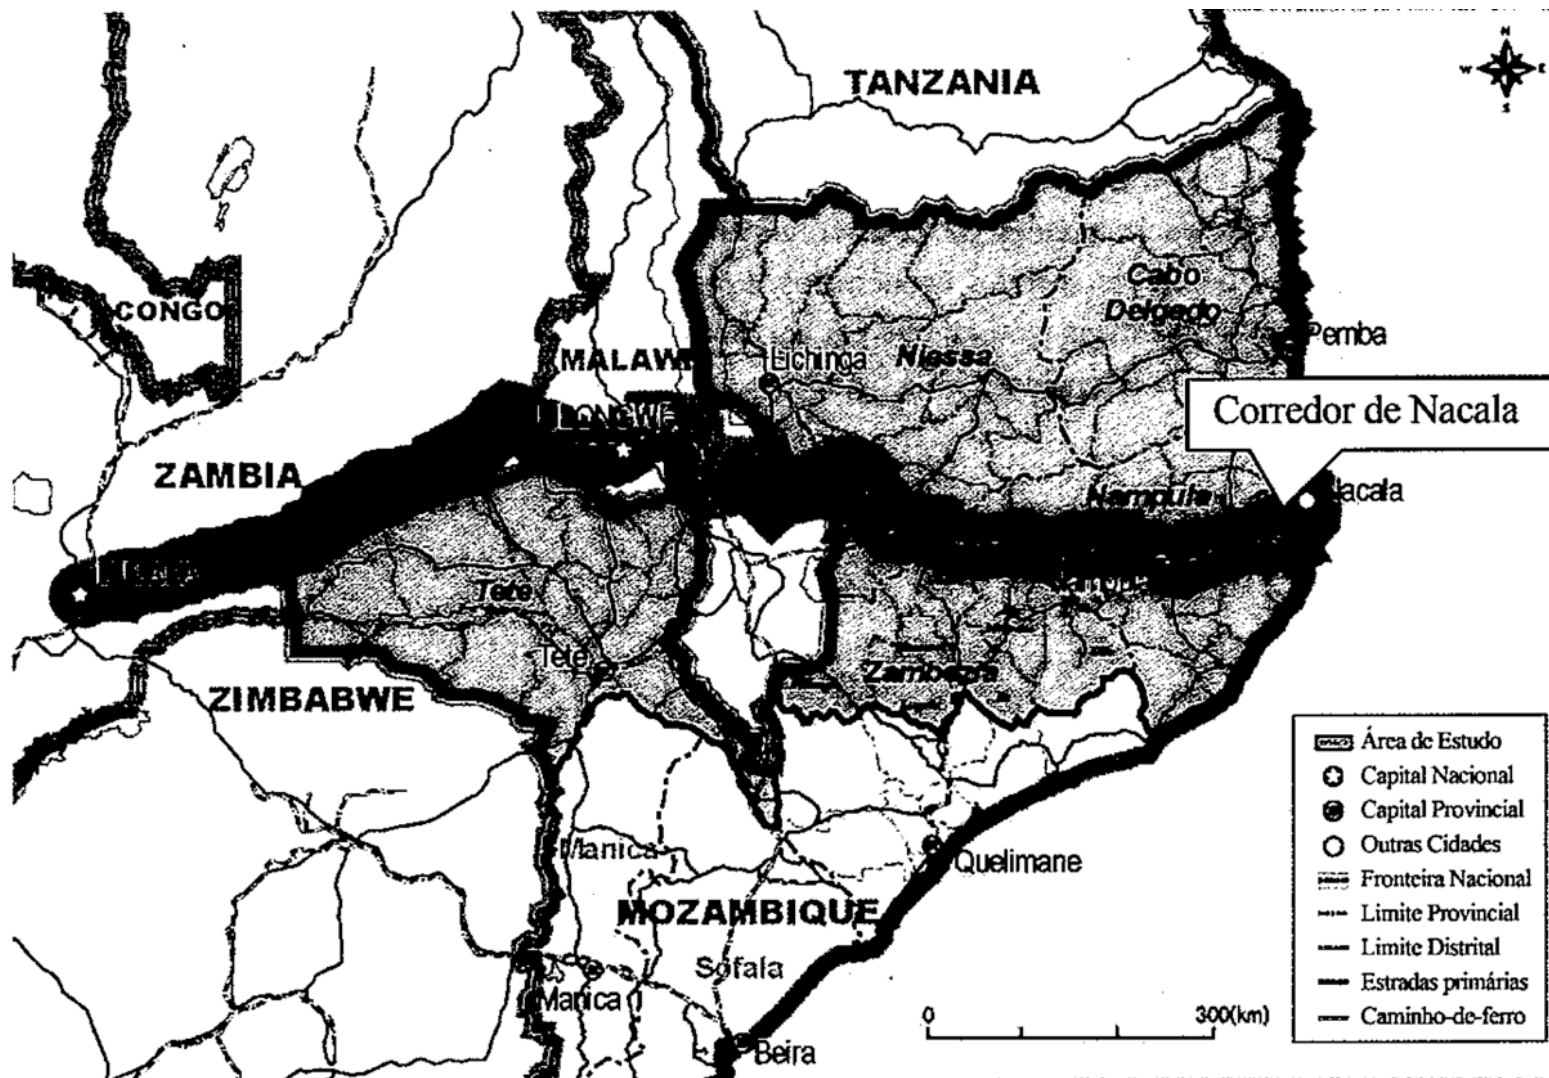 N
W E
S
TANZANIA
CONGO
Cabo
Delgado
Pemba
MALAWI
Lichinga
Niassa
LILONGWE
Corredor de Nacala
ZAMBIA
Nampula
Nacala
Tete
Tete
Zambezia
ZIMBABWE
Área de Estudo
Capital Nacional
Capital Provincial
Outras Cidades
Fronteira Nacional
Limite Provincial
Limite Distrital
Estradas primárias
Caminho-de-ferro
Manica
Quelimane
MOZAMBIQUE
Sofala
Manica
0 300(km)
Beira